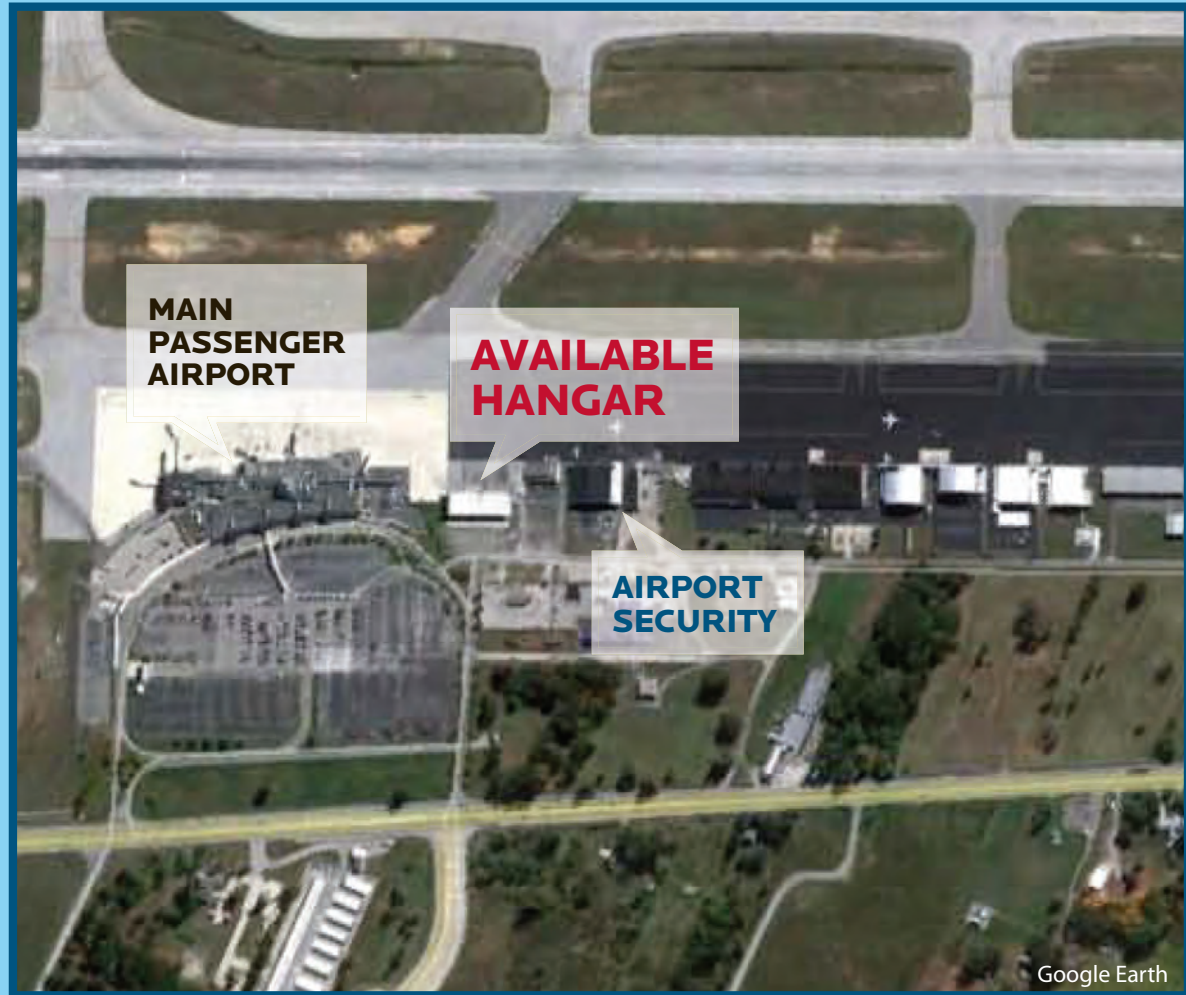 MAIN
PASSENGER
AIRPORT
AVAILABLE
HANGAR
AIRPORT
SECURITY
Google Earth